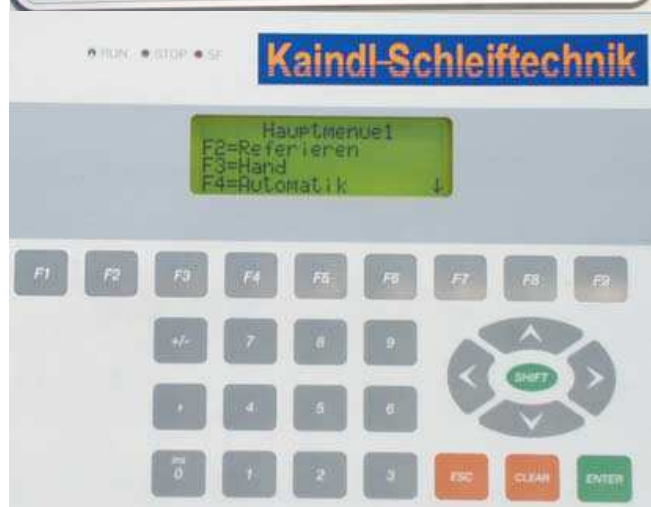 RUN STOP SF
Kaindl-Schleiftechnik
Hauptmenue1
F2=Referieren
F3=Hand
F4=Automatik ↓
F1 F2 F3 F4 F5 F6 F7 F8 F9
+/- 7 8 9
SHIFT
4 5 6
INS
0 1 2 3 ESC CLEAR ENTER